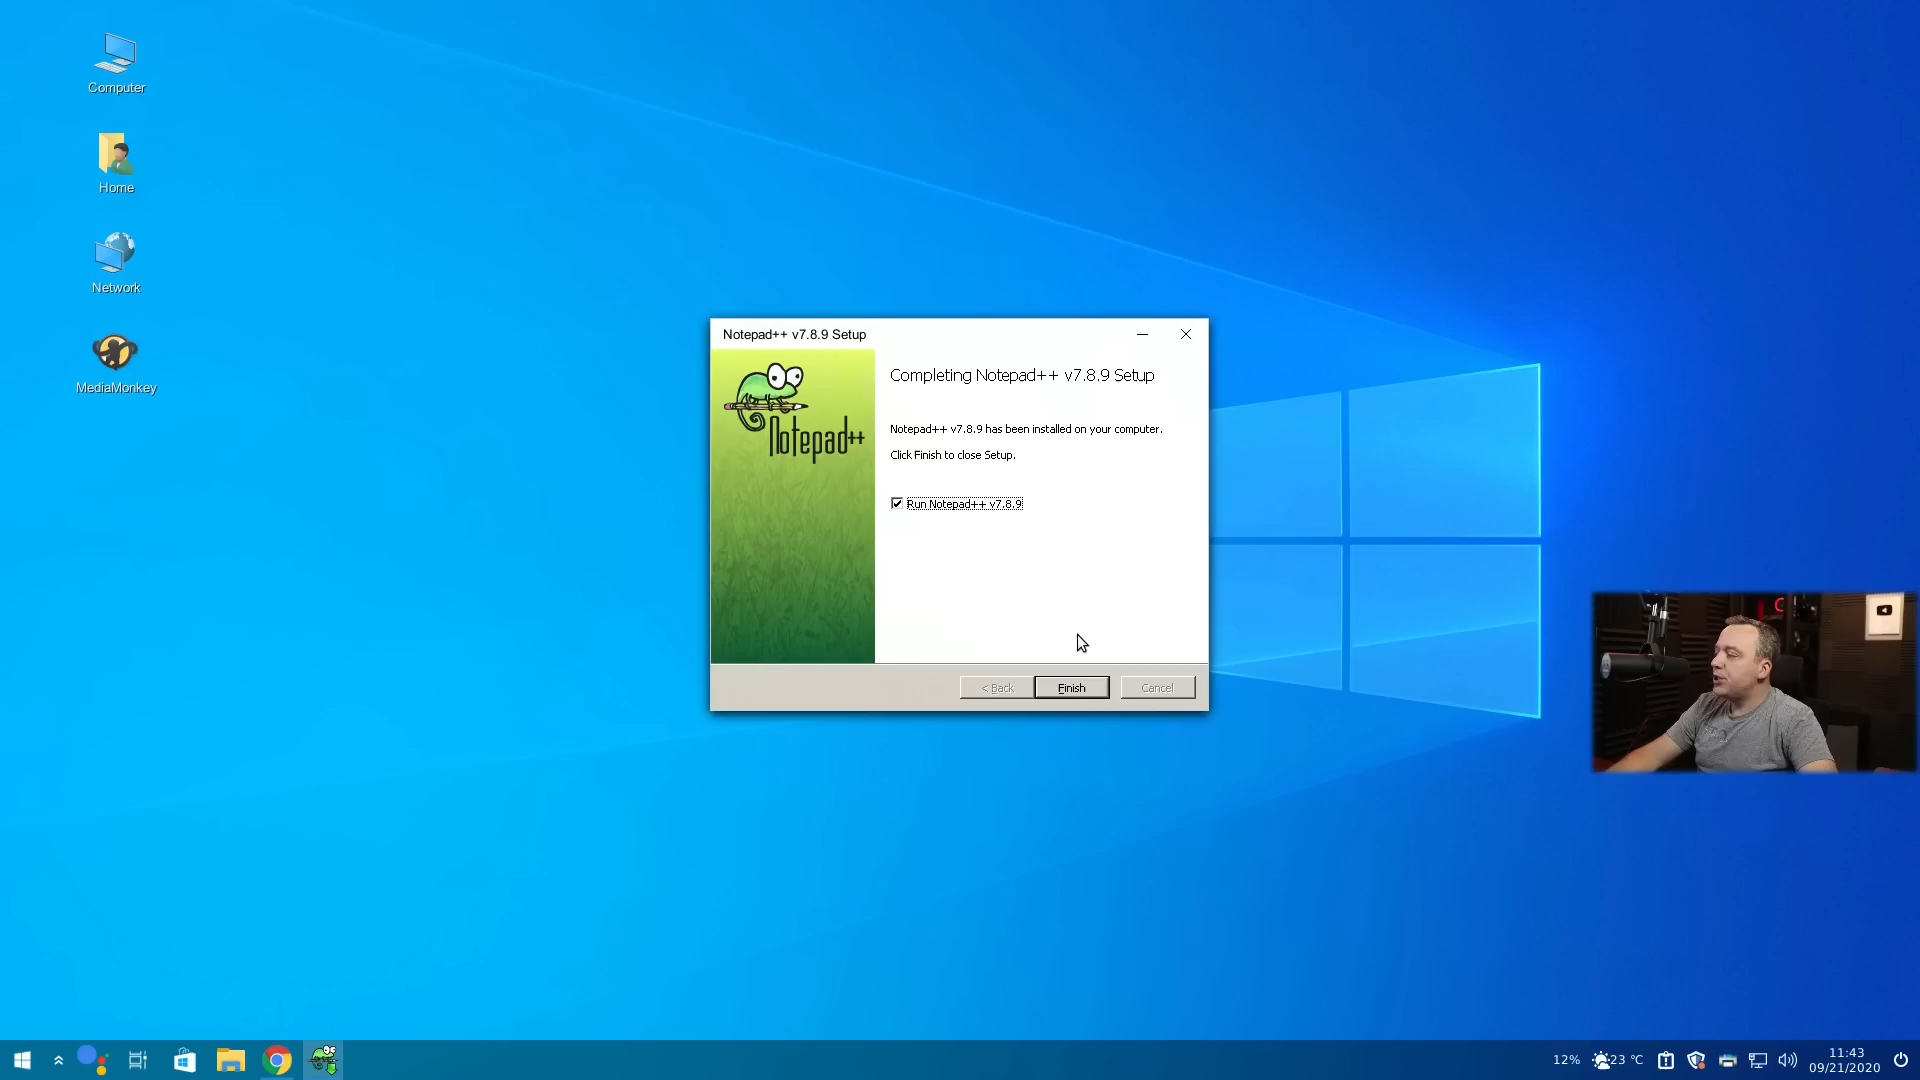 Computer
Home
Network
MediaMonkey
Notepad++ v7.8.9 Setup
Notepad++
Completing Notepad++ v7.8.9 Setup
Notepad++ v7.8.9 has been installed on your computer.
Click Finish to close Setup.
Run Notepad++ v7.8.9
< Back
Finish
Cancel
12%
23 °C
11:43
09/21/2020